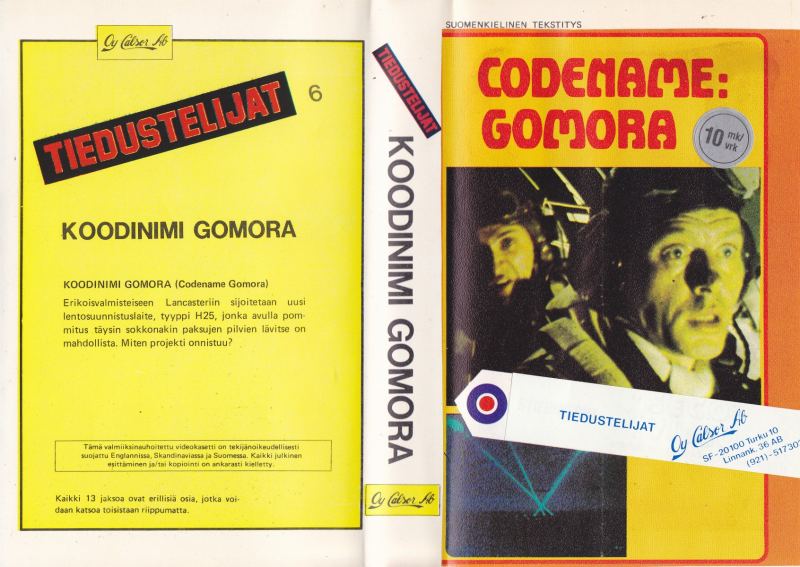 Oy Cabser Ab
TIEDUSTELIJAT
6
KOODINIMI GOMORA
KOODINIMI GOMORA (Codename Gomora)
Erikoisvalmisteiseen Lancasteriin sijoitetaan uusi
lentosuunnistuslaite, tyyppi H25, jonka avulla pom-
mitus täysin sokkonakin paksujen pilvien lävitse on
mahdollista. Miten projekti onnistuu?
Tämä valmiiksinauhoitettu videokasetti on tekijänoikeudellisesti
suojattu Englannissa, Skandinaviassa ja Suomessa. Kaikki julkinen
esittäminen ja/tai kopiointi on ankarasti kielletty.
Kaikki 13 jaksoa ovat erillisiä osia, jotka voi-
daan katsoa toisistaan riippumatta.
TIEDUSTELIJAT
KOODINIMI GOMORA
Oy Cabser Ab
SUOMENKIELINEN TEKSTITYS
CODENAME:
GOMORA
10 mk/
vrk
TIEDUSTELIJAT
Oy Cabser Ab
SF-20100 Turku 10
Linnank. 36 AB
(921)-51730